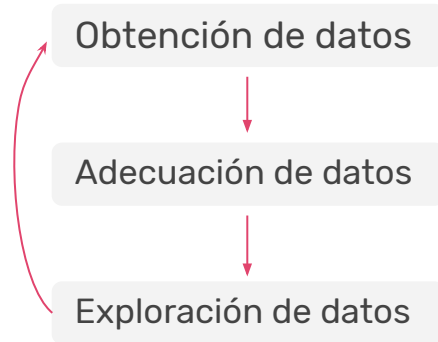 Obtención de datos
Adecuación de datos
Exploración de datos